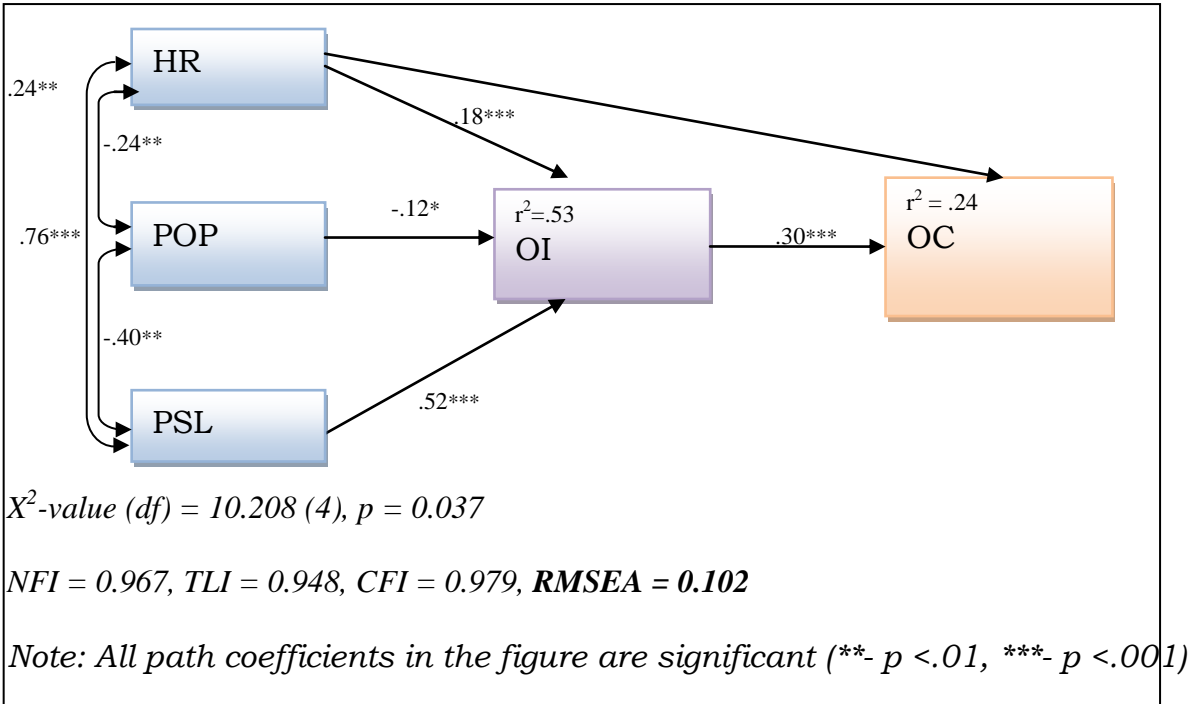 HR
.24**
.18***
-.24**
POP
-.12*
r²=.53
OI
r² = .24
OC
.30***
.76***
-.40**
PSL
.52***
X²-value (df) = 10.208 (4), p = 0.037
NFI = 0.967, TLI = 0.948, CFI = 0.979, RMSEA = 0.102
Note: All path coefficients in the figure are significant (**- p <.01, ***- p <.001)